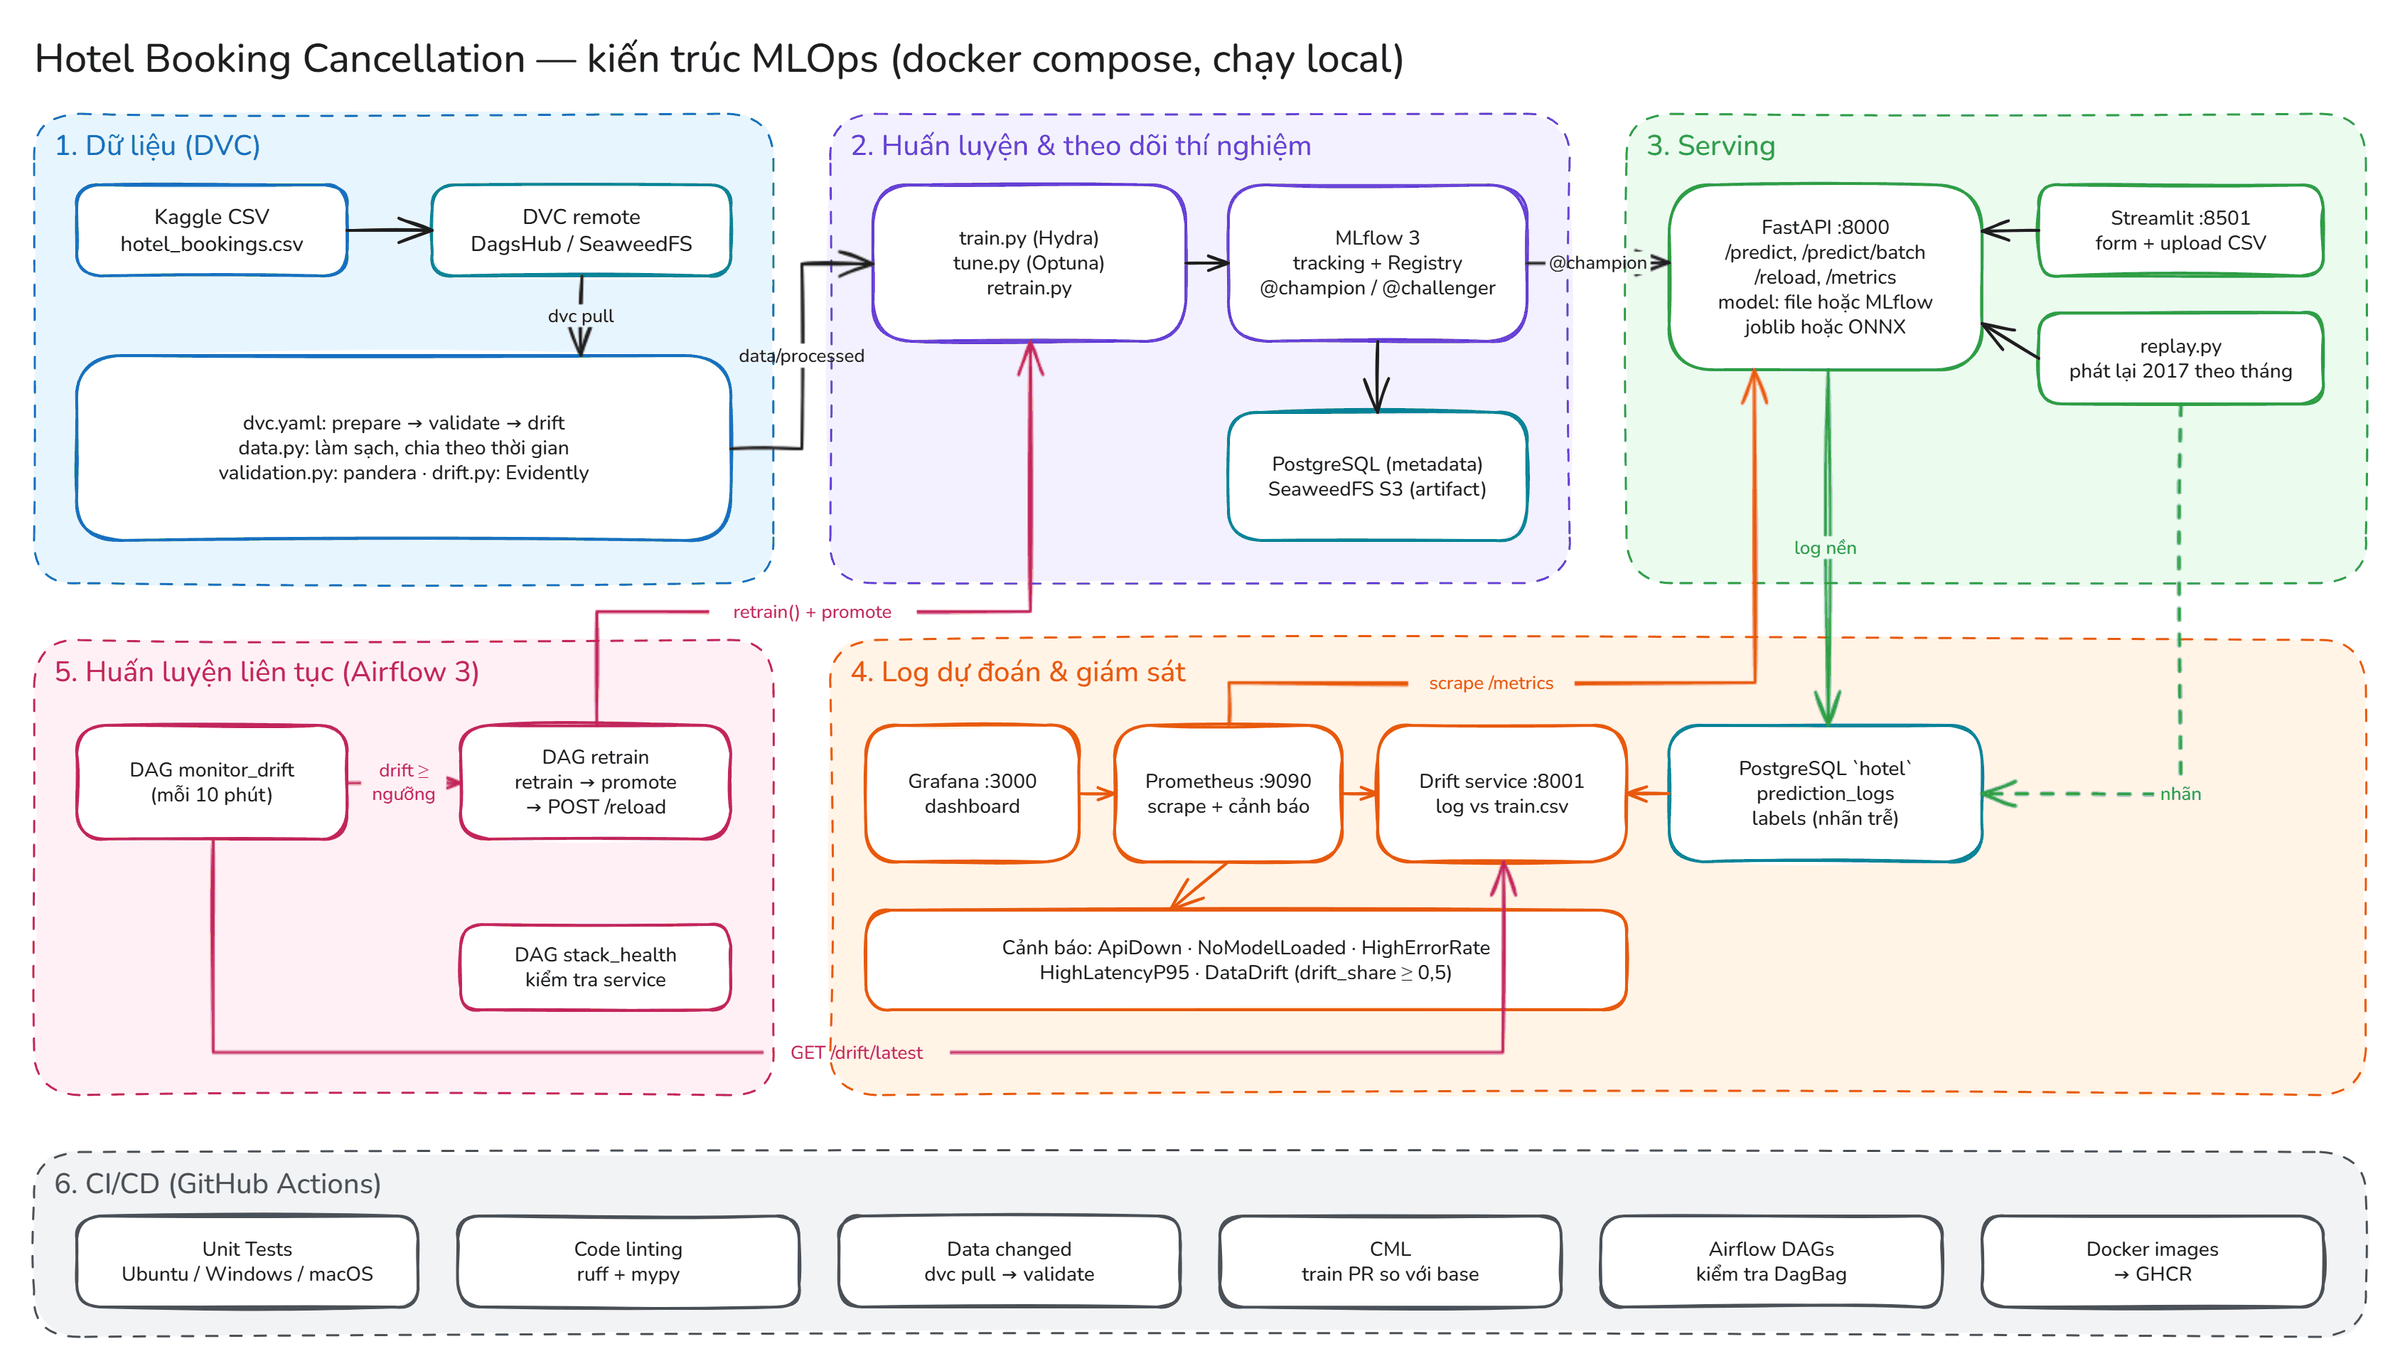 Hotel Booking Cancellation — kiến trúc MLOps (docker compose, chạy local)
1. Dữ liệu (DVC)
Kaggle CSV
hotel_bookings.csv
DVC remote
DagsHub / SeaweedFS
dvc pull
dvc.yaml: prepare → validate → drift
data.py: làm sạch, chia theo thời gian
validation.py: pandera · drift.py: Evidently
data/processed
2. Huấn luyện & theo dõi thí nghiệm
train.py (Hydra)
tune.py (Optuna)
retrain.py
MLflow 3
tracking + Registry
@champion / @challenger
PostgreSQL (metadata)
SeaweedFS S3 (artifact)
@champion
3. Serving
FastAPI :8000
/predict, /predict/batch
/reload, /metrics
model: file hoặc MLflow
joblib hoặc ONNX
Streamlit :8501
form + upload CSV
replay.py
phát lại 2017 theo tháng
log nền
retrain() + promote
5. Huấn luyện liên tục (Airflow 3)
DAG monitor_drift
(mỗi 10 phút)
drift ≥
ngưỡng
DAG retrain
retrain → promote
→ POST /reload
DAG stack_health
kiểm tra service
GET /drift/latest
4. Log dự đoán & giám sát
scrape /metrics
Grafana :3000
dashboard
Prometheus :9090
scrape + cảnh báo
Drift service :8001
log vs train.csv
PostgreSQL `hotel`
prediction_logs
labels (nhãn trễ)
nhãn
Cảnh báo: ApiDown · NoModelLoaded · HighErrorRate
HighLatencyP95 · DataDrift (drift_share ≥ 0,5)
6. CI/CD (GitHub Actions)
Unit Tests
Ubuntu / Windows / macOS
Code linting
ruff + mypy
Data changed
dvc pull → validate
CML
train PR so với base
Airflow DAGs
kiểm tra DagBag
Docker images
→ GHCR